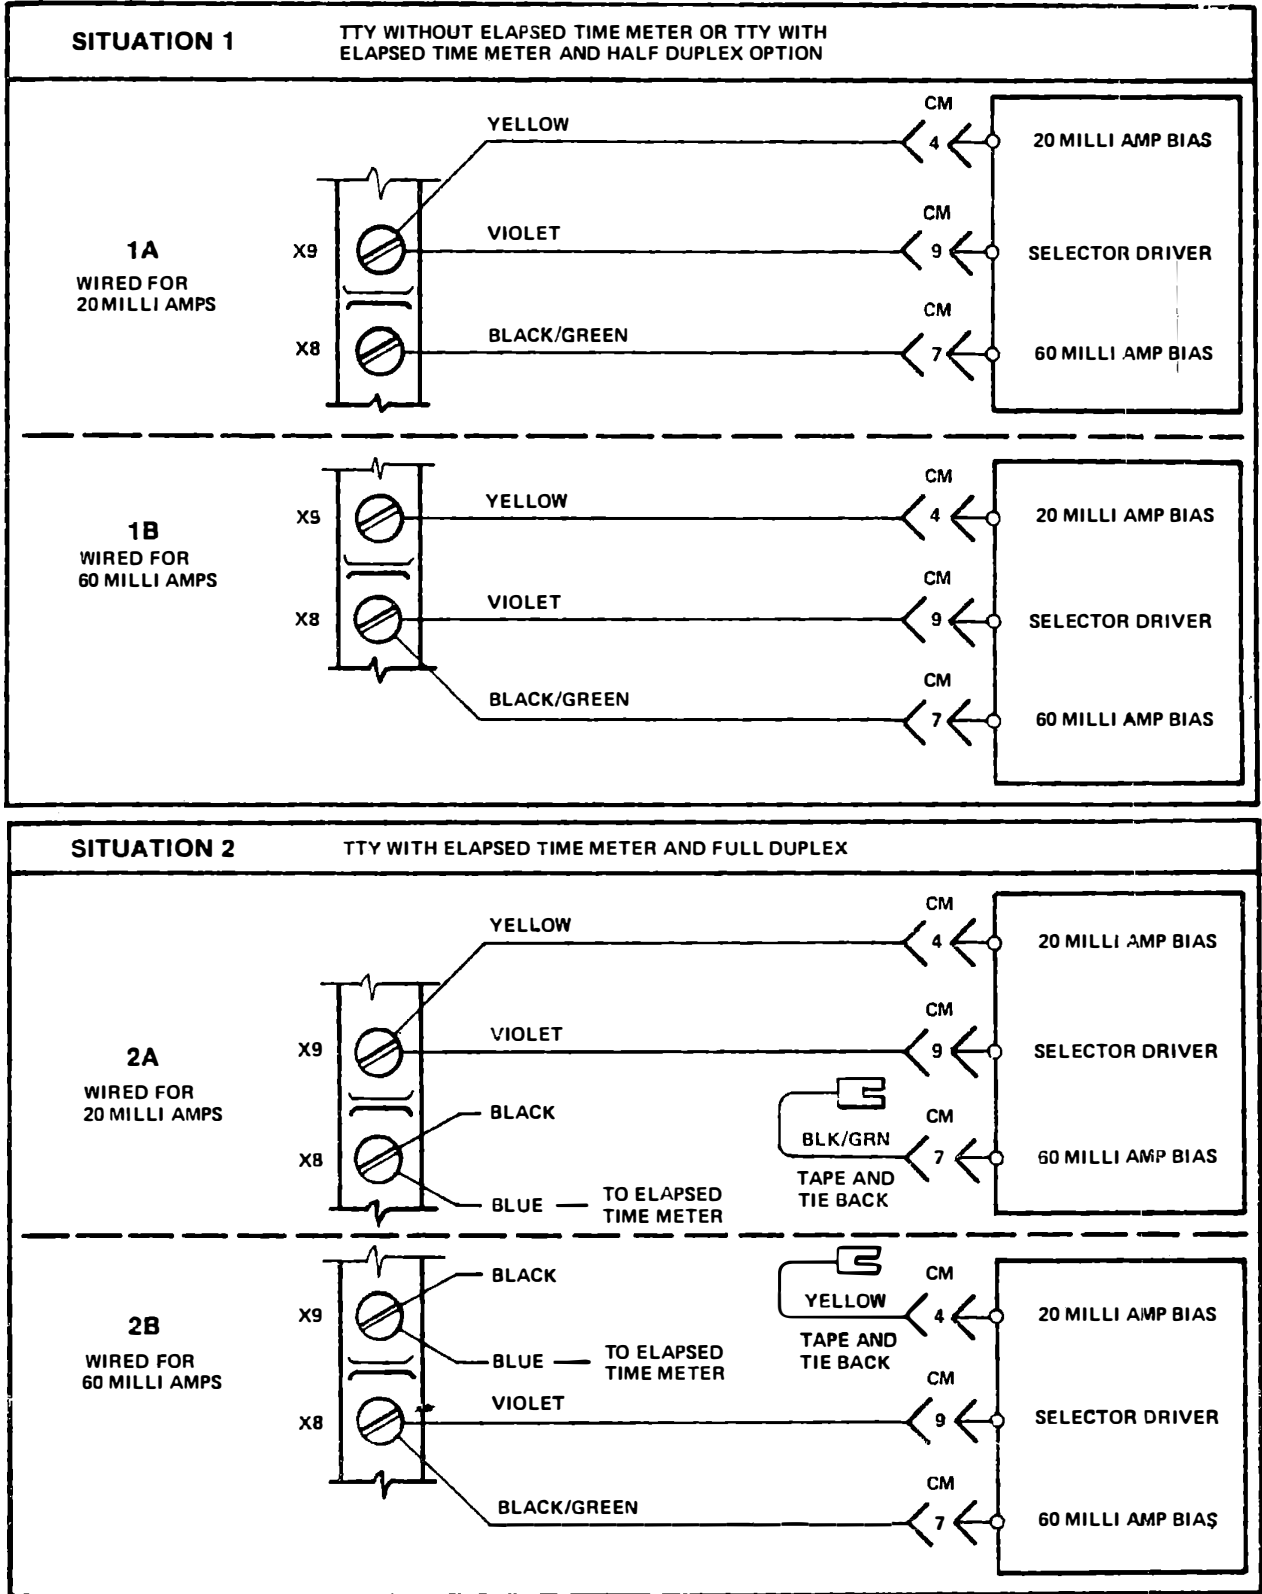 SITUATION 1
TTY WITHOUT ELAPSED TIME METER OR TTY WITH
ELAPSED TIME METER AND HALF DUPLEX OPTION
1A
WIRED FOR
20 MILLI AMPS
X9
X8
YELLOW
VIOLET
BLACK/GREEN
CM
4
CM
9
CM
7
20 MILLI AMP BIAS
SELECTOR DRIVER
60 MILLI AMP BIAS
1B
WIRED FOR
60 MILLI AMPS
X9
X8
YELLOW
VIOLET
BLACK/GREEN
CM
4
CM
9
CM
7
20 MILLI AMP BIAS
SELECTOR DRIVER
60 MILLI AMP BIAS
SITUATION 2
TTY WITH ELAPSED TIME METER AND FULL DUPLEX
2A
WIRED FOR
20 MILLI AMPS
X9
X8
YELLOW
VIOLET
BLACK
BLUE
TO ELAPSED
TIME METER
BLK/GRN
TAPE AND
TIE BACK
CM
4
CM
9
CM
7
20 MILLI AMP BIAS
SELECTOR DRIVER
60 MILLI AMP BIAS
2B
WIRED FOR
60 MILLI AMPS
X9
X8
BLACK
BLUE
TO ELAPSED
TIME METER
VIOLET
BLACK/GREEN
YELLOW
TAPE AND
TIE BACK
CM
4
CM
9
CM
7
20 MILLI AMP BIAS
SELECTOR DRIVER
60 MILLI AMP BIAS